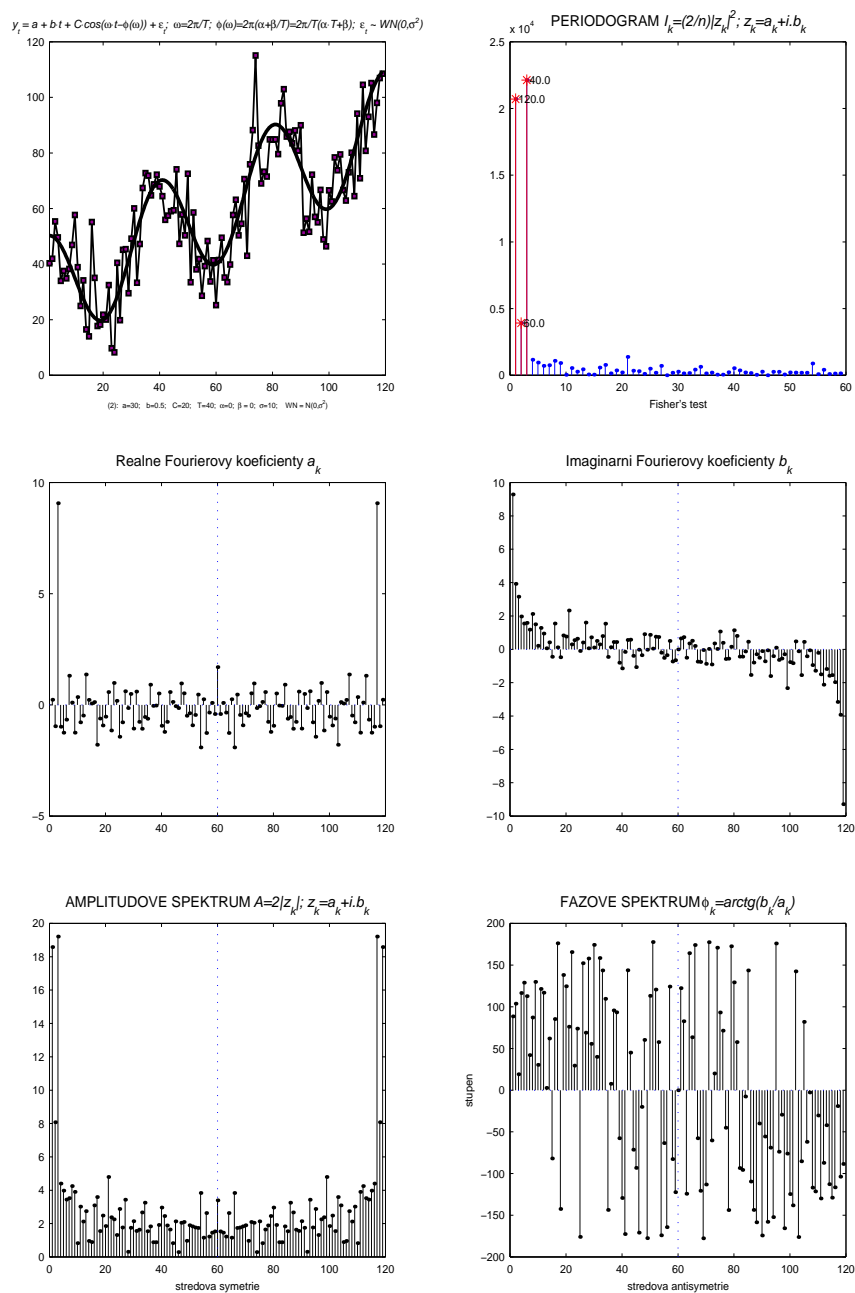 y_t = a + b·t + C·cos(ω·t-ϕ(ω)) + ε_t; ω=2π/T; ϕ(ω)=2π(α+β/T)=2π/T(α·T+β); ε_t ~ WN(0,σ²)
120
100
80
60
40
20
0
20 40 60 80 100 120
(2): a=30; b=0.5; C=20; T=40; α=0; β = 0; σ=10; WN = N(0,σ²)
PERIODOGRAM I_k=(2/n)|z_k|²; z_k=a_k+i.b_k
x 10⁴
2.5
2
1.5
1
0.5
0
40.0
120.0
60.0
0 10 20 30 40 50 60
Fisher's test
Realne Fourierovy koeficienty a_k
10
5
0
−5
0 20 40 60 80 100 120
Imaginarni Fourierovy koeficienty b_k
10
8
6
4
2
0
−2
−4
−6
−8
−10
0 20 40 60 80 100 120
AMPLITUDOVE SPEKTRUM A=2|z_k|; z_k=a_k+i.b_k
20
18
16
14
12
10
8
6
4
2
0
0 20 40 60 80 100 120
stredova symetrie
FAZOVE SPEKTRUM ϕ_k=arctg(b_k/a_k)
200
150
100
50
0
−50
−100
−150
−200
stupen
0 20 40 60 80 100 120
stredova antisymetrie